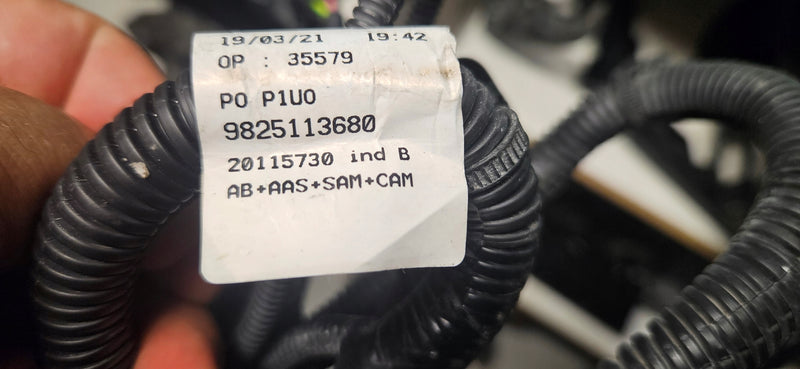 19/03/21 19:42
OP : 35579
PO P1U0
9825113680
20115730 ind B
AB+AAS+SAM+CAM